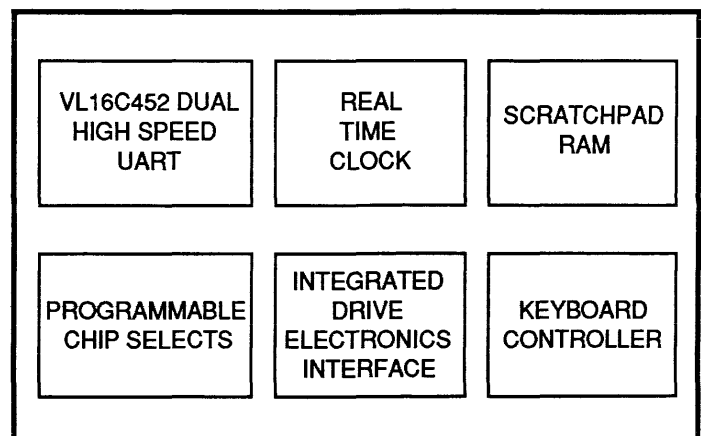 VL16C452 DUAL
HIGH SPEED
UART
REAL
TIME
CLOCK
SCRATCHPAD
RAM
PROGRAMMABLE
CHIP SELECTS
INTEGRATED
DRIVE
ELECTRONICS
INTERFACE
KEYBOARD
CONTROLLER